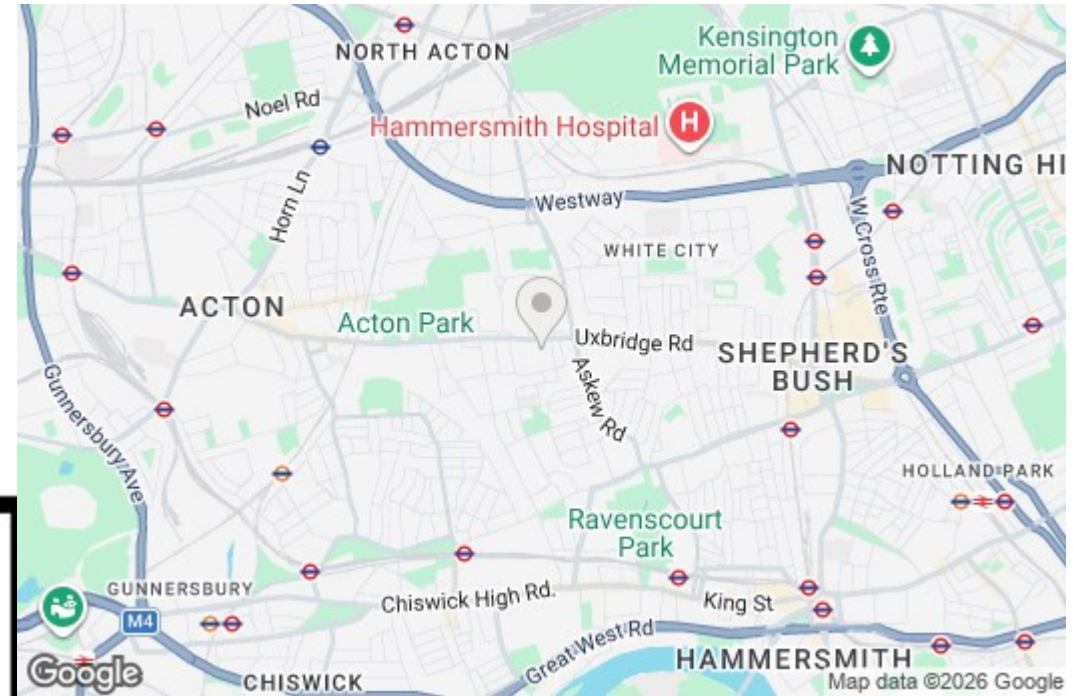 NORTH ACTON
Kensington
Memorial Park
Noel Rd
Hammersmith Hospital
H
NOTTING HI
Horn Ln
Westway
W Cross Rte
WHITE CITY
ACTON
Acton Park
Uxbridge Rd
SHEPHERD'S
BUSH
Askew Rd
Gunnersbury Ave
HOLLAND PARK
Ravenscourt
Park
GUNNERSBURY
Chiswick High Rd.
King St
M4
Great West Rd
HAMMERSMITH
Google
CHISWICK
Map data ©2026 Google